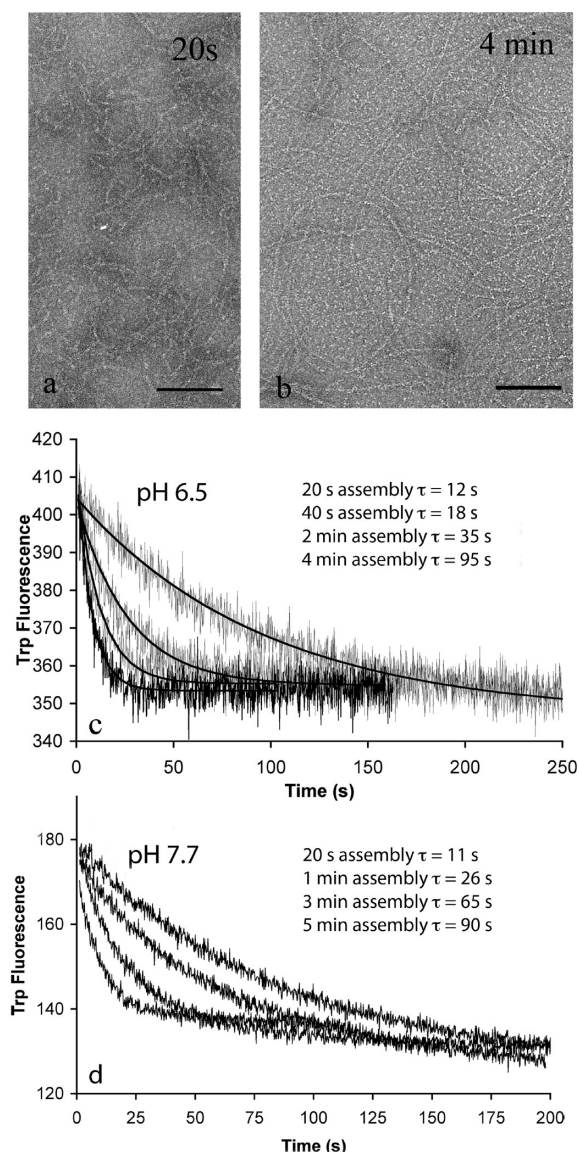 20s
4 min
a
b
420
410
400
390
380
370
360
350
340
Trp Fluorescence
pH 6.5
20 s assembly τ = 12 s
40 s assembly τ = 18 s
2 min assembly τ = 35 s
4 min assembly τ = 95 s
c
0
50
100
150
200
250
Time (s)
180
160
140
120
Trp Fluorescence
pH 7.7
20 s assembly τ = 11 s
1 min assembly τ = 26 s
3 min assembly τ = 65 s
5 min assembly τ = 90 s
d
0
25
50
75
100
125
150
175
200
Time (s)